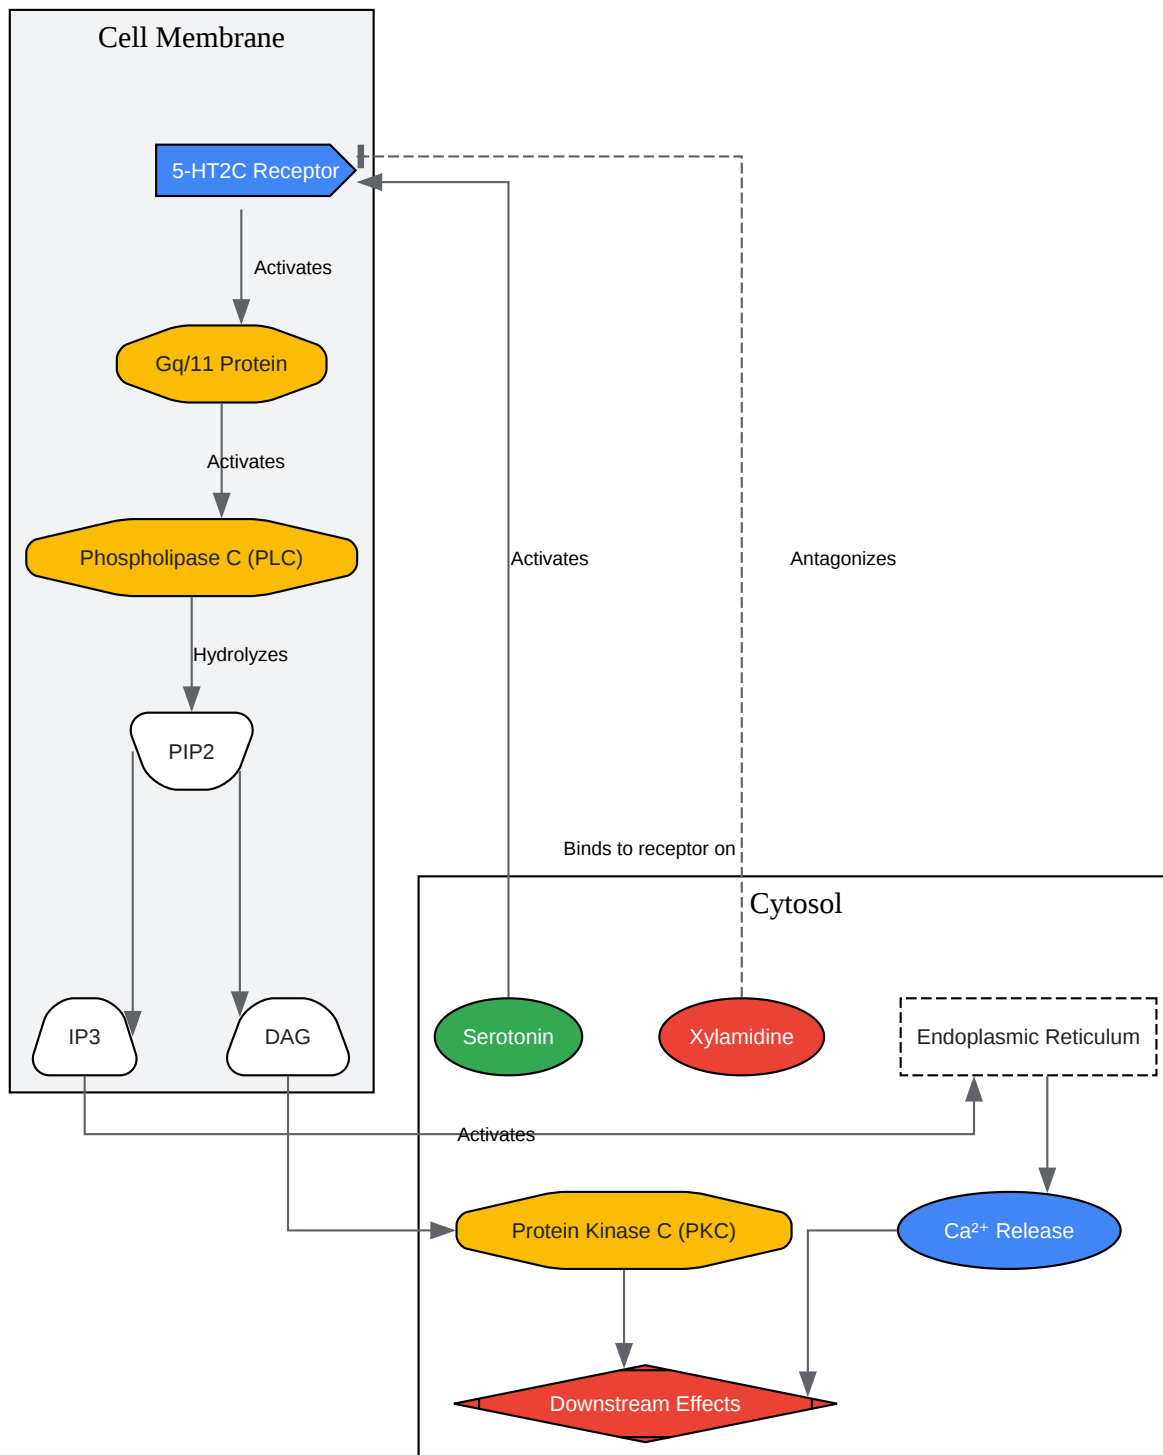 Cell Membrane
5-HT2C Receptor
Activates
Gq/11 Protein
Activates
Phospholipase C (PLC)
Activates
Antagonizes
Hydrolyzes
PIP2
Binds to receptor on
Cytosol
IP3
DAG
Serotonin
Xylamidine
Endoplasmic Reticulum
Activates
Protein Kinase C (PKC)
Ca²⁺ Release
Downstream Effects